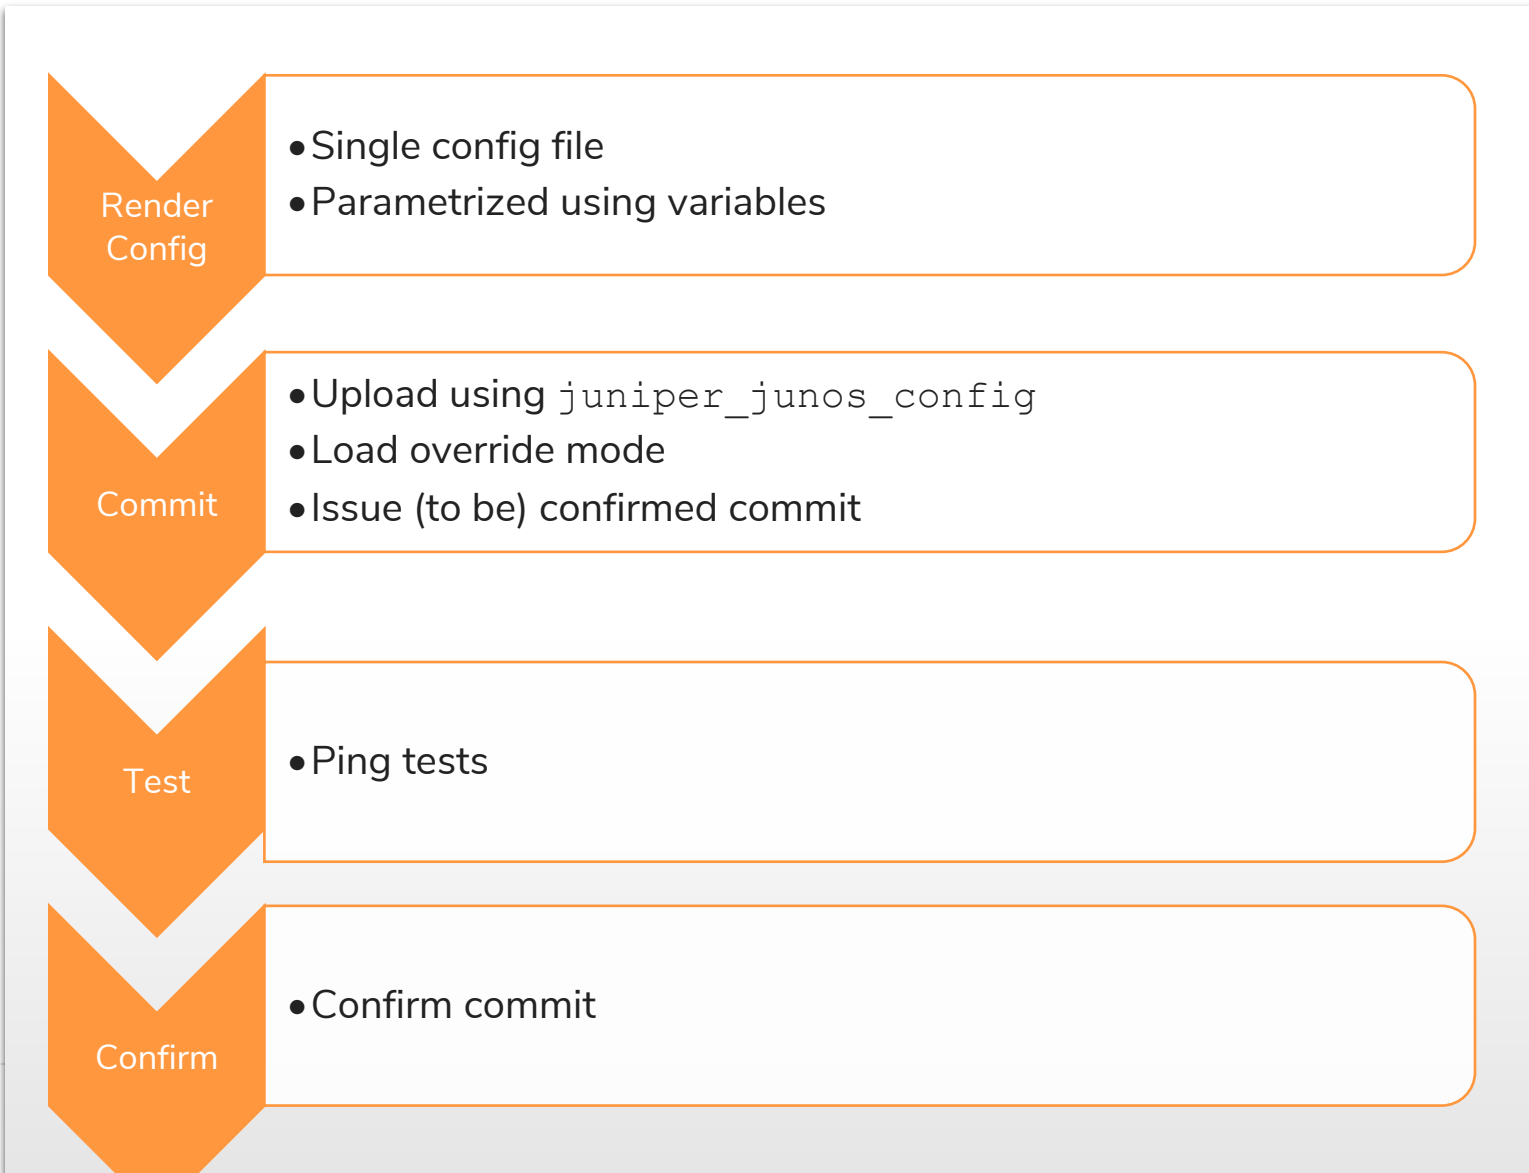 Render
Config
•Single config file
•Parametrized using variables
Commit
•Upload using juniper_junos_config
•Load override mode
•Issue (to be) confirmed commit
Test
•Ping tests
Confirm
•Confirm commit